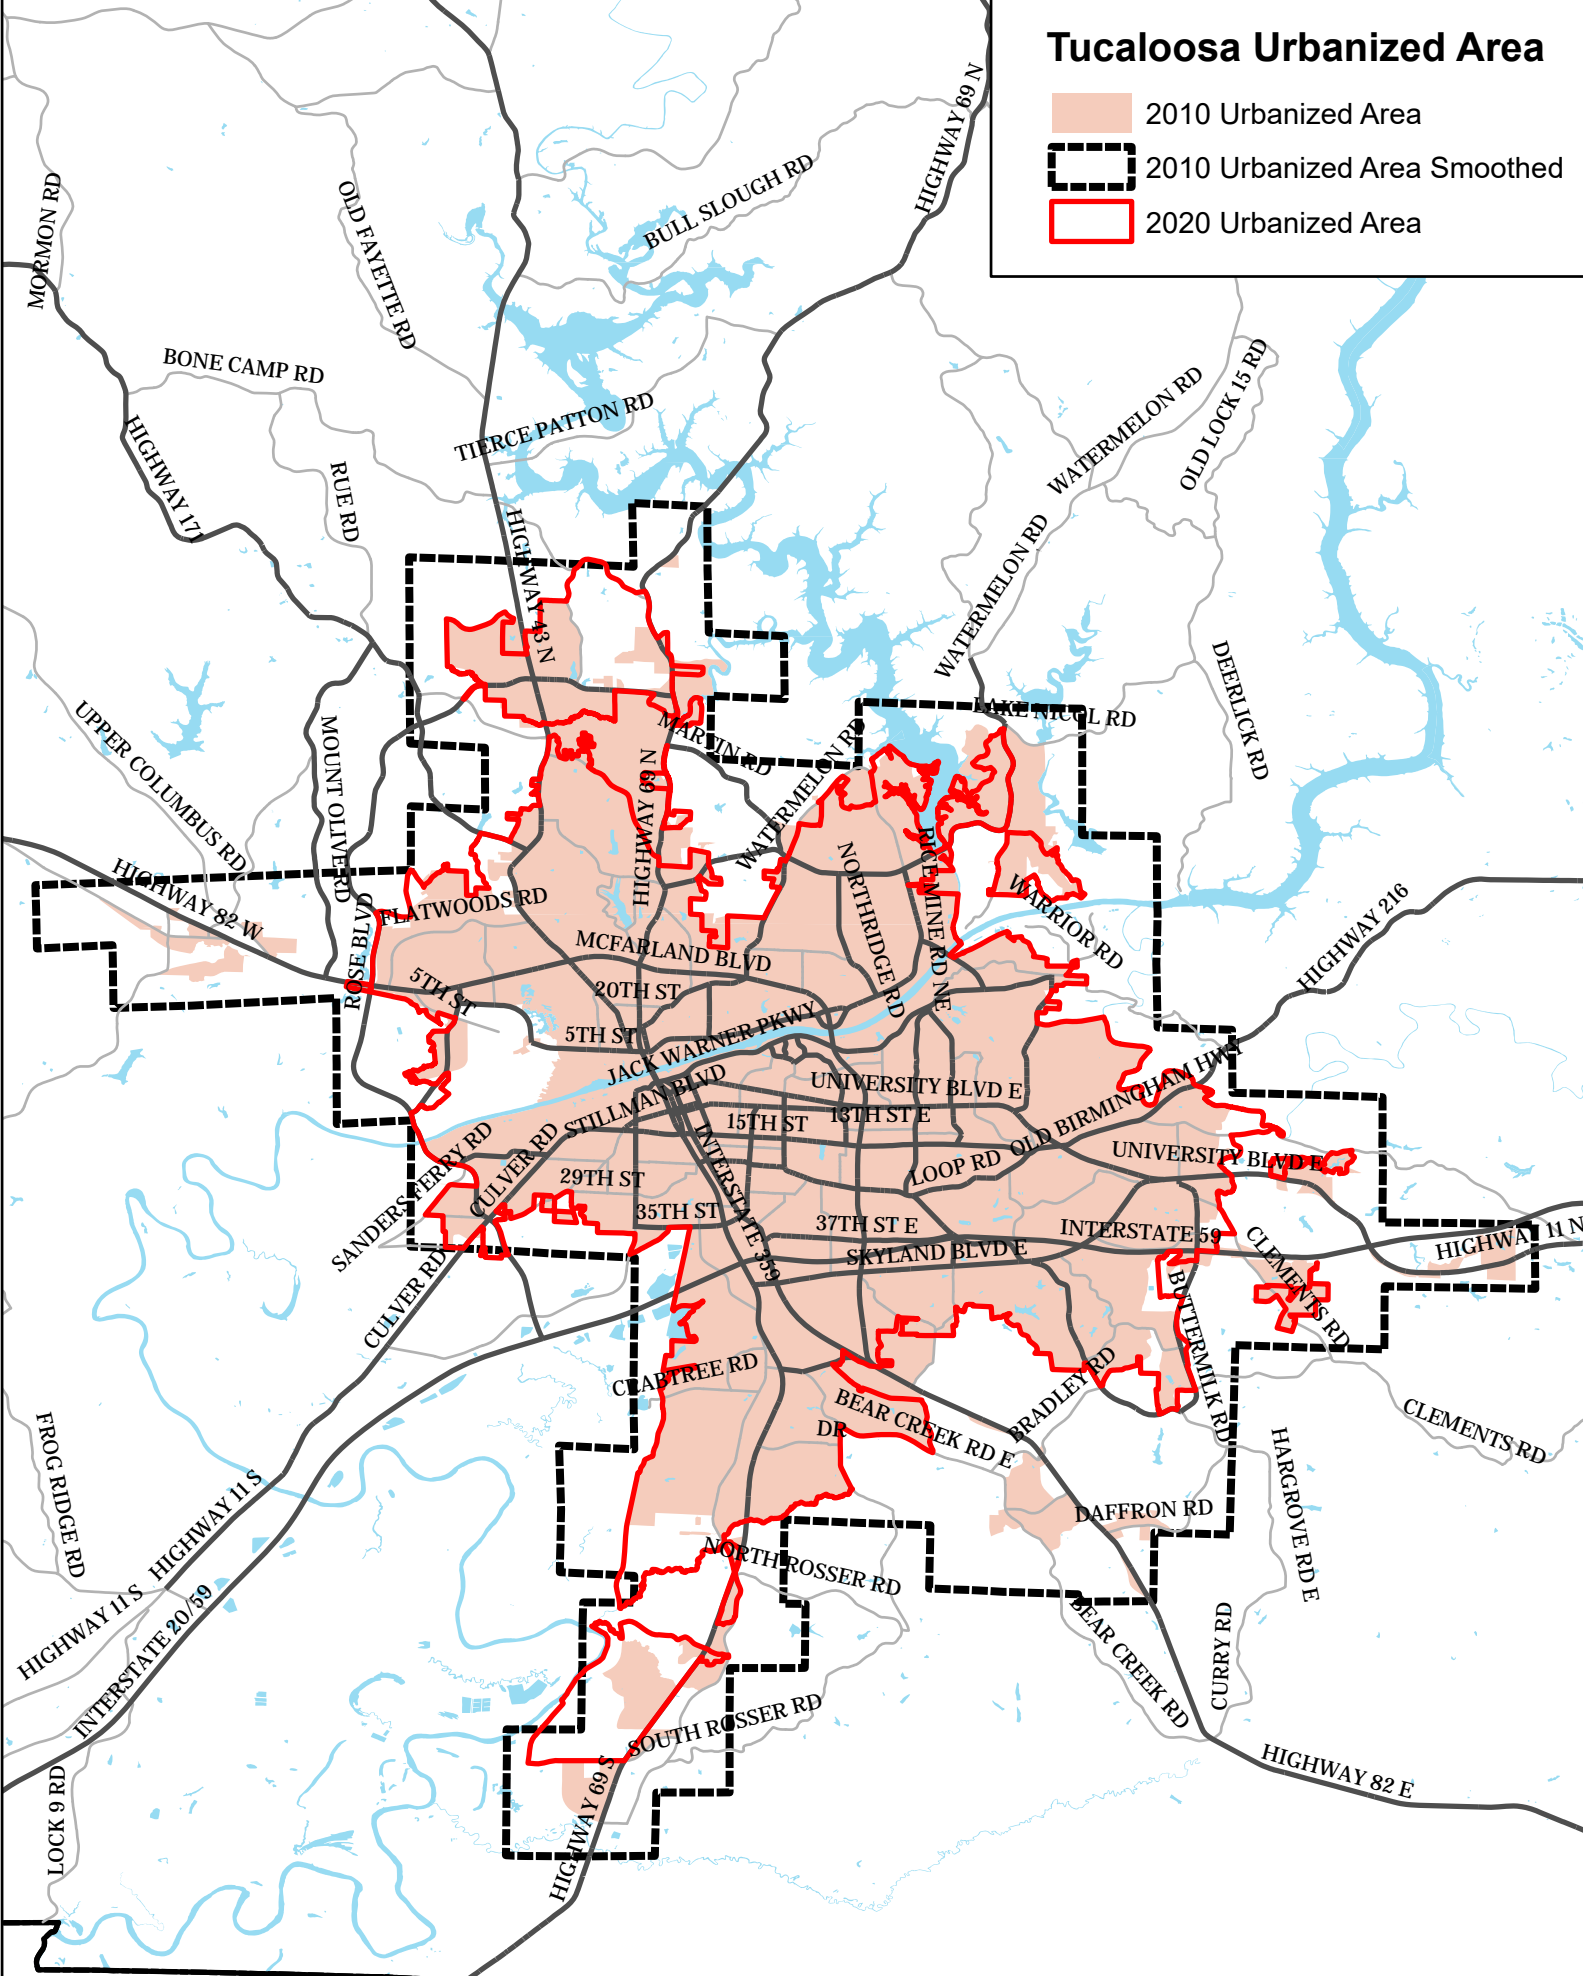 Tucaloosa Urbanized Area
2010 Urbanized Area
2010 Urbanized Area Smoothed
2020 Urbanized Area
HIGHWAY 69 N
MORMON RD
OLD FAYETTE RD
BULL SLOUGH RD
BONE CAMP RD
TIERCE PATTON RD
WATERMELON RD
OLD LOCK 15 RD
HIGHWAY 171
RUE RD
HIGHWAY 43 N
WATERMELON RD
DEERLICK RD
LAKE NICOL RD
UPPER COLUMBUS RD
MOUNT OLIVE RD
MARTIN RD
WATERMELON RD
HIGHWAY 69 N
HIGHWAY 82 W
FLATWOODS RD
ROSE BLVD
NORTHRIDGE RD
RICE MINE RD NE
WARRIOR RD
HIGHWAY 216
MCFARLAND BLVD
5TH ST
20TH ST
5TH ST
JACK WARNER PKWY
STILLMAN BLVD
UNIVERSITY BLVD E
15TH ST
13TH ST E
OLD BIRMINGHAM HWY
SANDERS FERRY RD
CULVER RD
29TH ST
INTERSTATE 359
LOOP RD
UNIVERSITY BLVD E
35TH ST
37TH ST E
SKYLAND BLVD E
INTERSTATE 59
CLEMENTS RD
HIGHWA
11 N
CULVER RD
BUTTERMILK RD
CRABTREE RD
BEAR CREEK RD E
DR
BRADLEY RD
CLEMENTS RD
FROG RIDGE RD
HIGHWAY 11 S
HARGROVE RD E
DAFFRON RD
NORTH ROSSER RD
HIGHWAY 11 S
INTERSTATE 20/59
BEAR CREEK RD
CURRY RD
SOUTH ROSSER RD
HIGHWAY 69 S
HIGHWAY 82 E
LOCK 9 RD